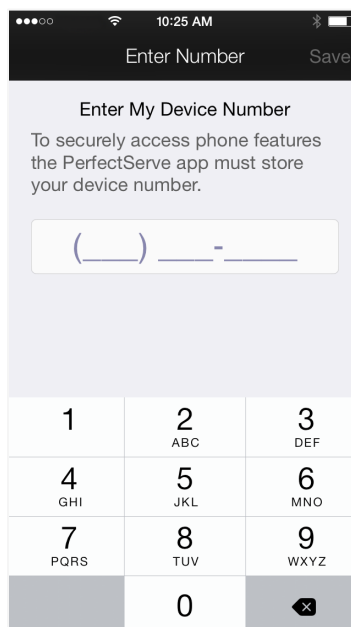 10:25 AM
Enter Number Save
Enter My Device Number
To securely access phone features
the PerfectServe app must store
your device number.
(___) ___-____
1 2 3
ABC DEF
4 5 6
GHI JKL MNO
7 8 9
PQRS TUV WXYZ
0